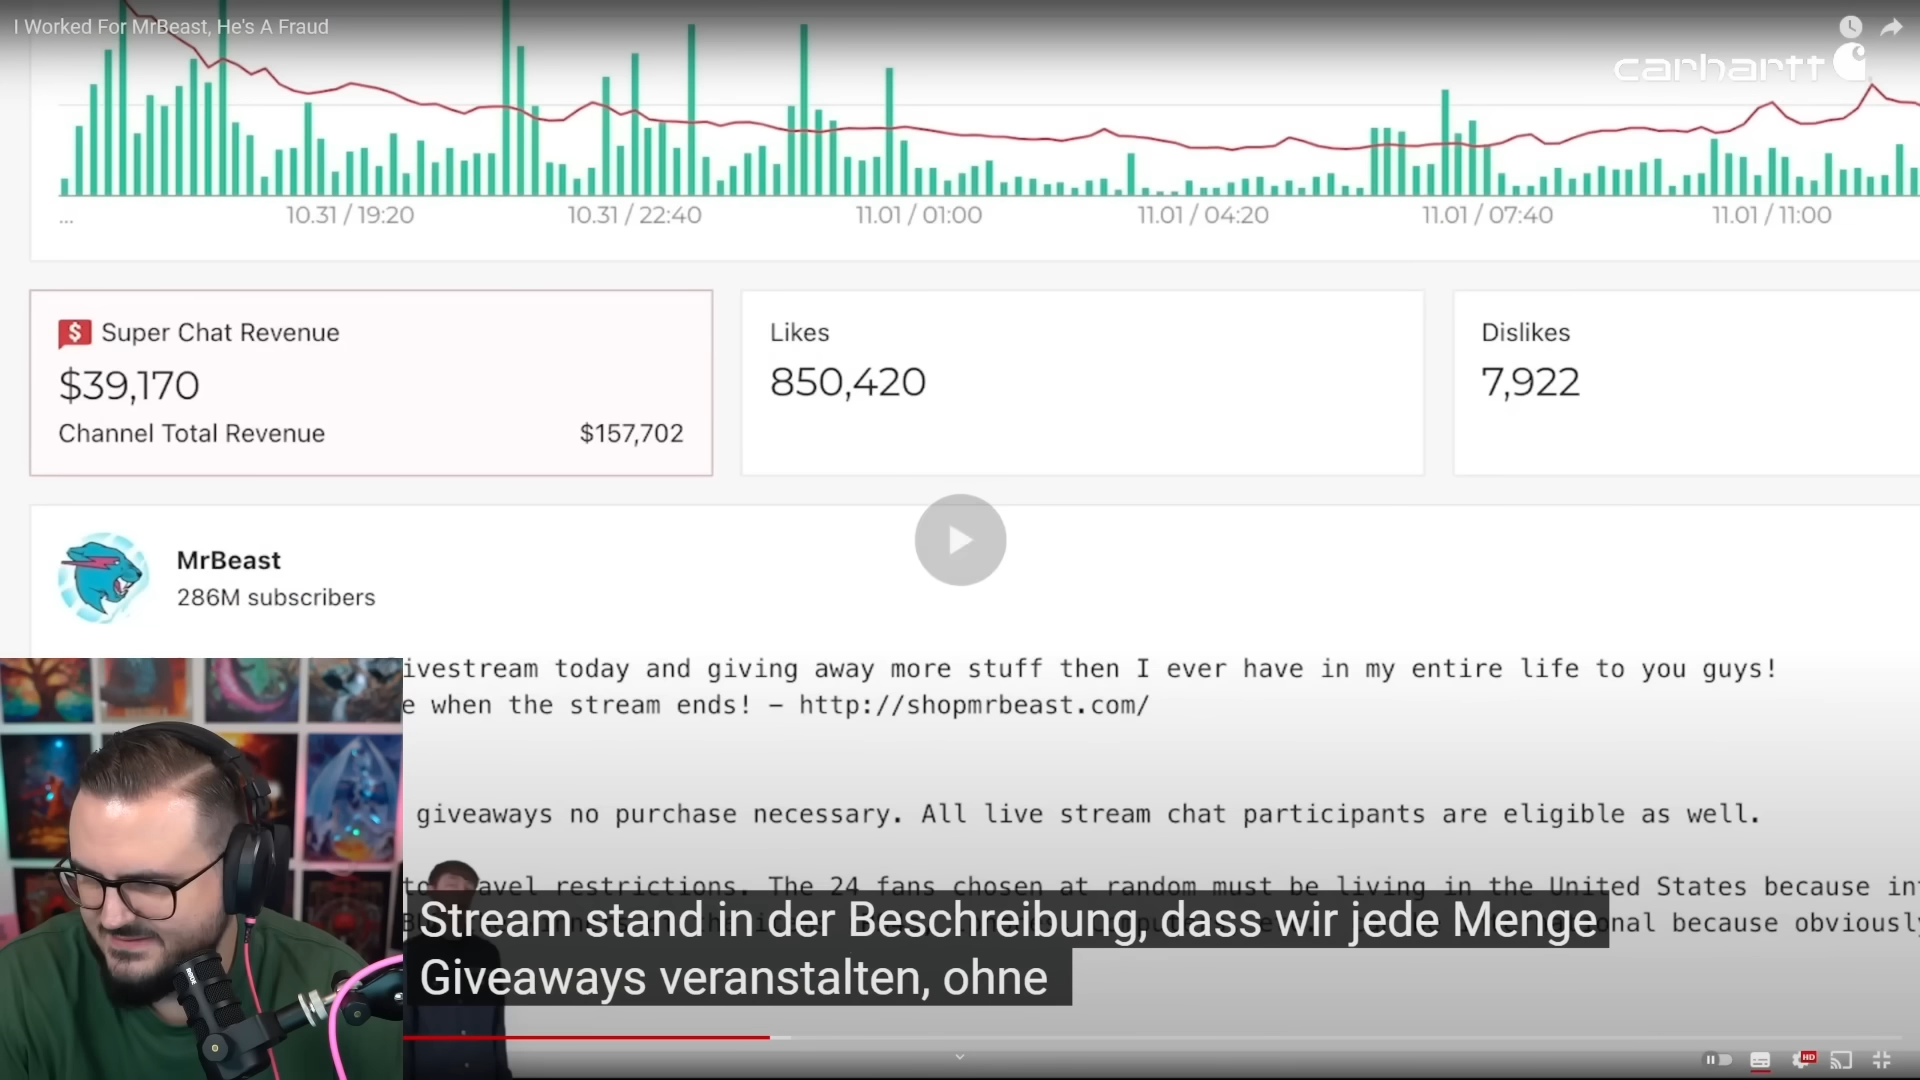 I Worked For MrBeast, He's A Fraud
carhartt
... 10.31 / 19:20 10.31 / 22:40 11.01 / 01:00 11.01 / 04:20 11.01 / 07:40 11.01 / 11:00
Super Chat Revenue
$39,170
Channel Total Revenue $157,702
Likes
850,420
Dislikes
7,922
MrBeast
286M subscribers
ivestream today and giving away more stuff then I ever have in my entire life to you guys!
e when the stream ends! – http://shopmrbeast.com/
giveaways no purchase necessary. All live stream chat participants are eligible as well.
to avel restrictions. The 24 fans chosen at random must be living in the United States because in
onal because obviously
Stream stand in der Beschreibung, dass wir jede Menge
Giveaways veranstalten, ohne
HD